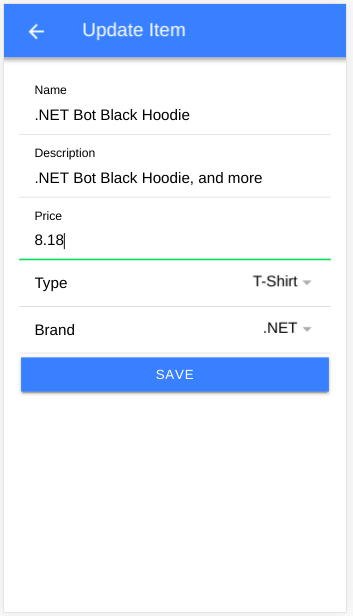 Update Item
Name
.NET Bot Black Hoodie
Description
.NET Bot Black Hoodie, and more
Price
8.18
Type T-Shirt
Brand .NET
SAVE